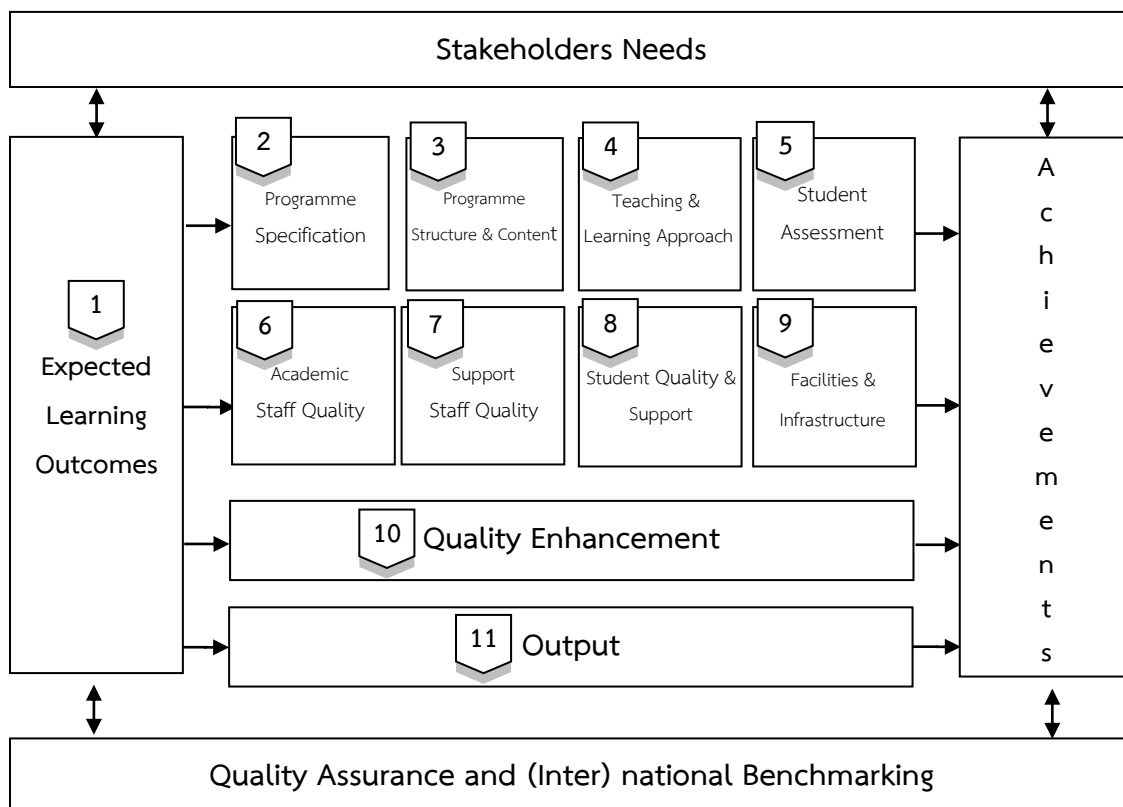 Stakeholders Needs
1
Expected
Learning
Outcomes
2
Programme
Specification
3
Programme
Structure & Content
4
Teaching &
Learning Approach
5
Student
Assessment
6
Academic
Staff Quality
7
Support
Staff Quality
8
Student Quality &
Support
9
Facilities &
Infrastructure
10 Quality Enhancement
11 Output
A
c
h
i
e
v
e
m
e
n
t
s
Quality Assurance and (Inter) national Benchmarking